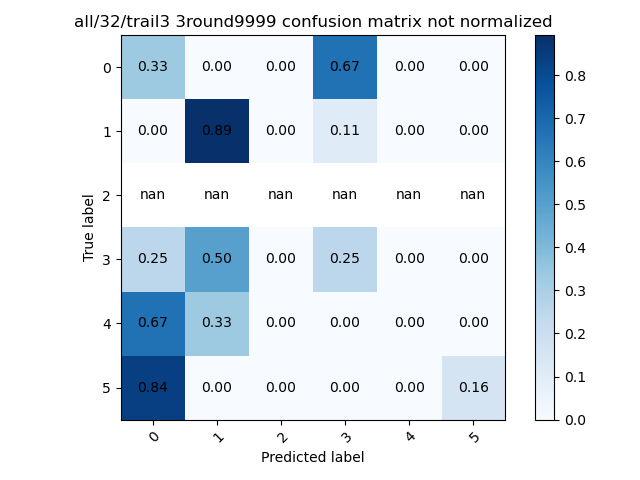 all/32/trail3 3round9999 confusion matrix not normalized
0 0.33 0.00 0.00 0.67 0.00 0.00
1 0.00 0.89 0.00 0.11 0.00 0.00
2 nan nan nan nan nan nan
3 0.25 0.50 0.00 0.25 0.00 0.00
4 0.67 0.33 0.00 0.00 0.00 0.00
5 0.84 0.00 0.00 0.00 0.00 0.16
0 1 2 3 4 5
True label
Predicted label
0.8
0.7
0.6
0.5
0.4
0.3
0.2
0.1
0.0